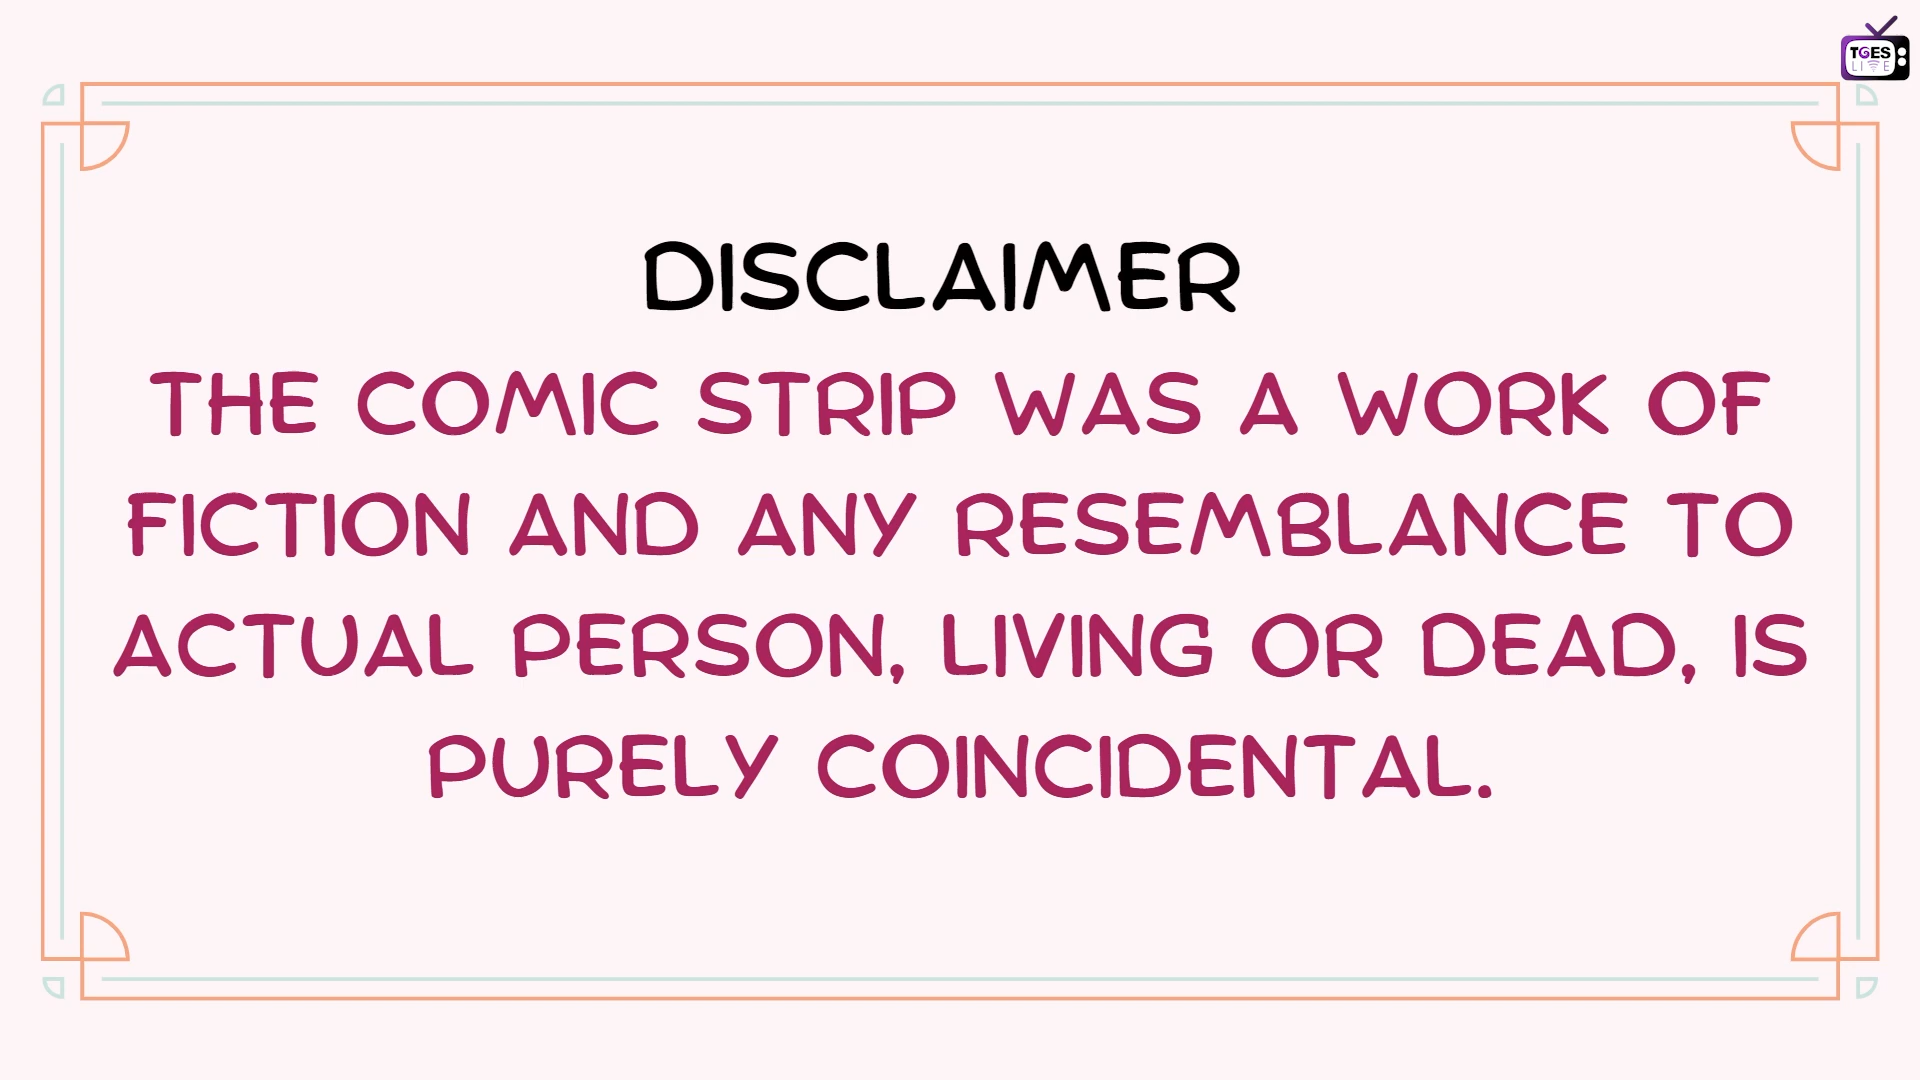 TGES
LIVE
DISCLAIMER
THE COMIC STRIP WAS A WORK OF
FICTION AND ANY RESEMBLANCE TO
ACTUAL PERSON, LIVING OR DEAD, IS
PURELY COINCIDENTAL.